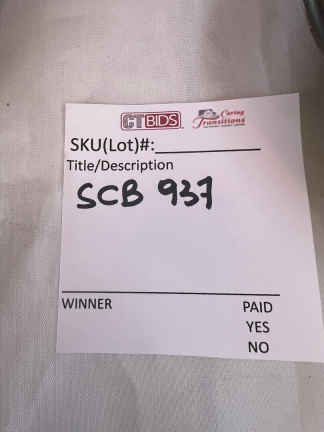 CTBIDS Caring Transitions
SKU(Lot)#:
Title/Description
SCB 937
WINNER PAID
YES
NO